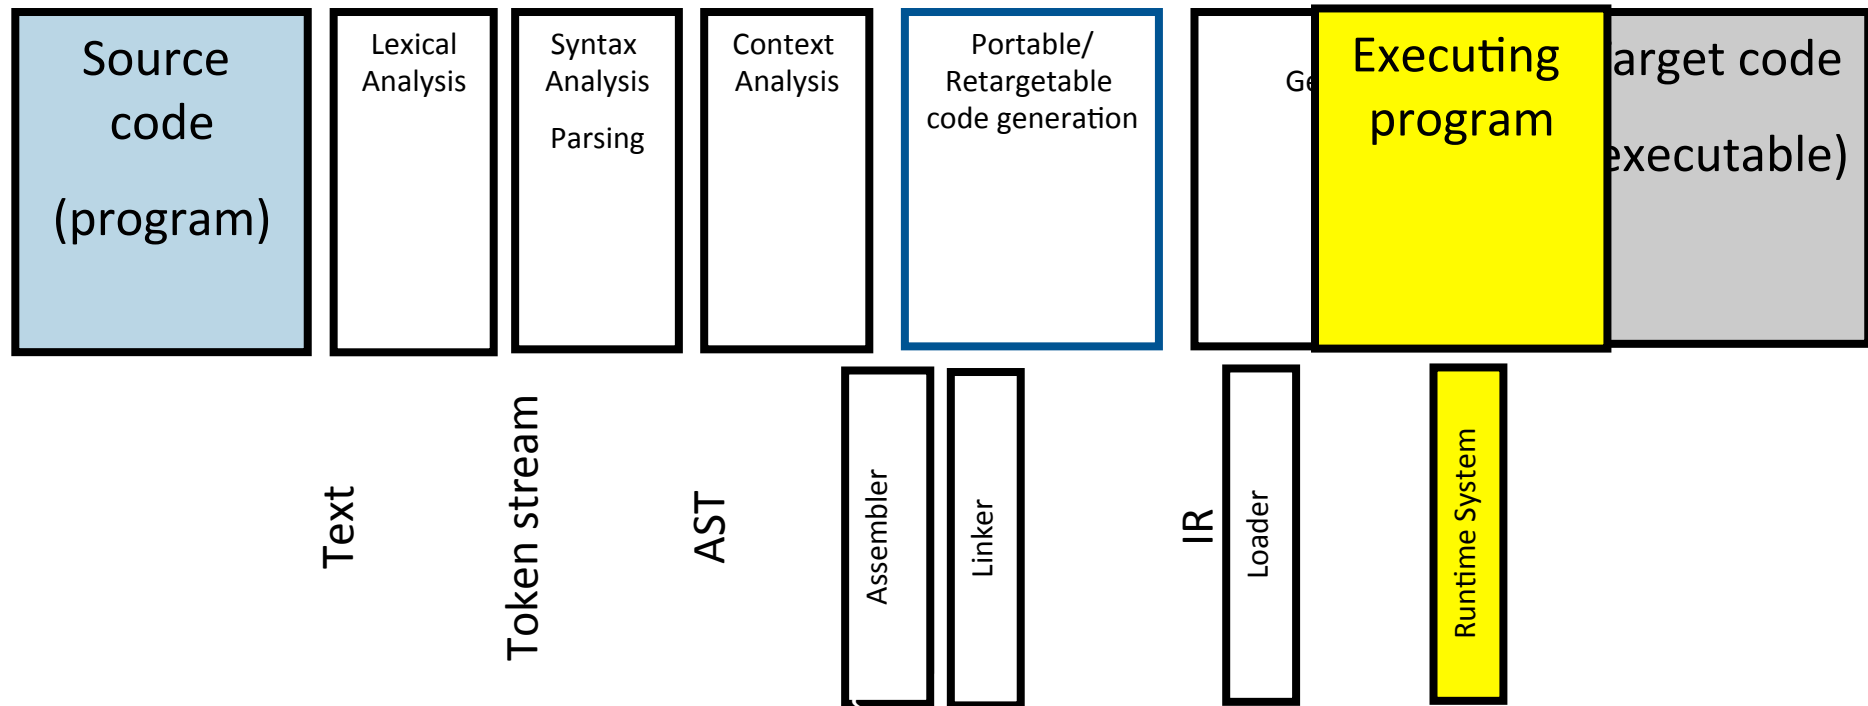 Source
code
(program)
Lexical
Analysis
Syntax
Analysis
Parsing
Context
Analysis
Portable/
Retargetable
code generation
Ge
Executing
program
arget code
executable)
Text
Token stream
AST
Assembler
Linker
IR
Loader
Runtime System